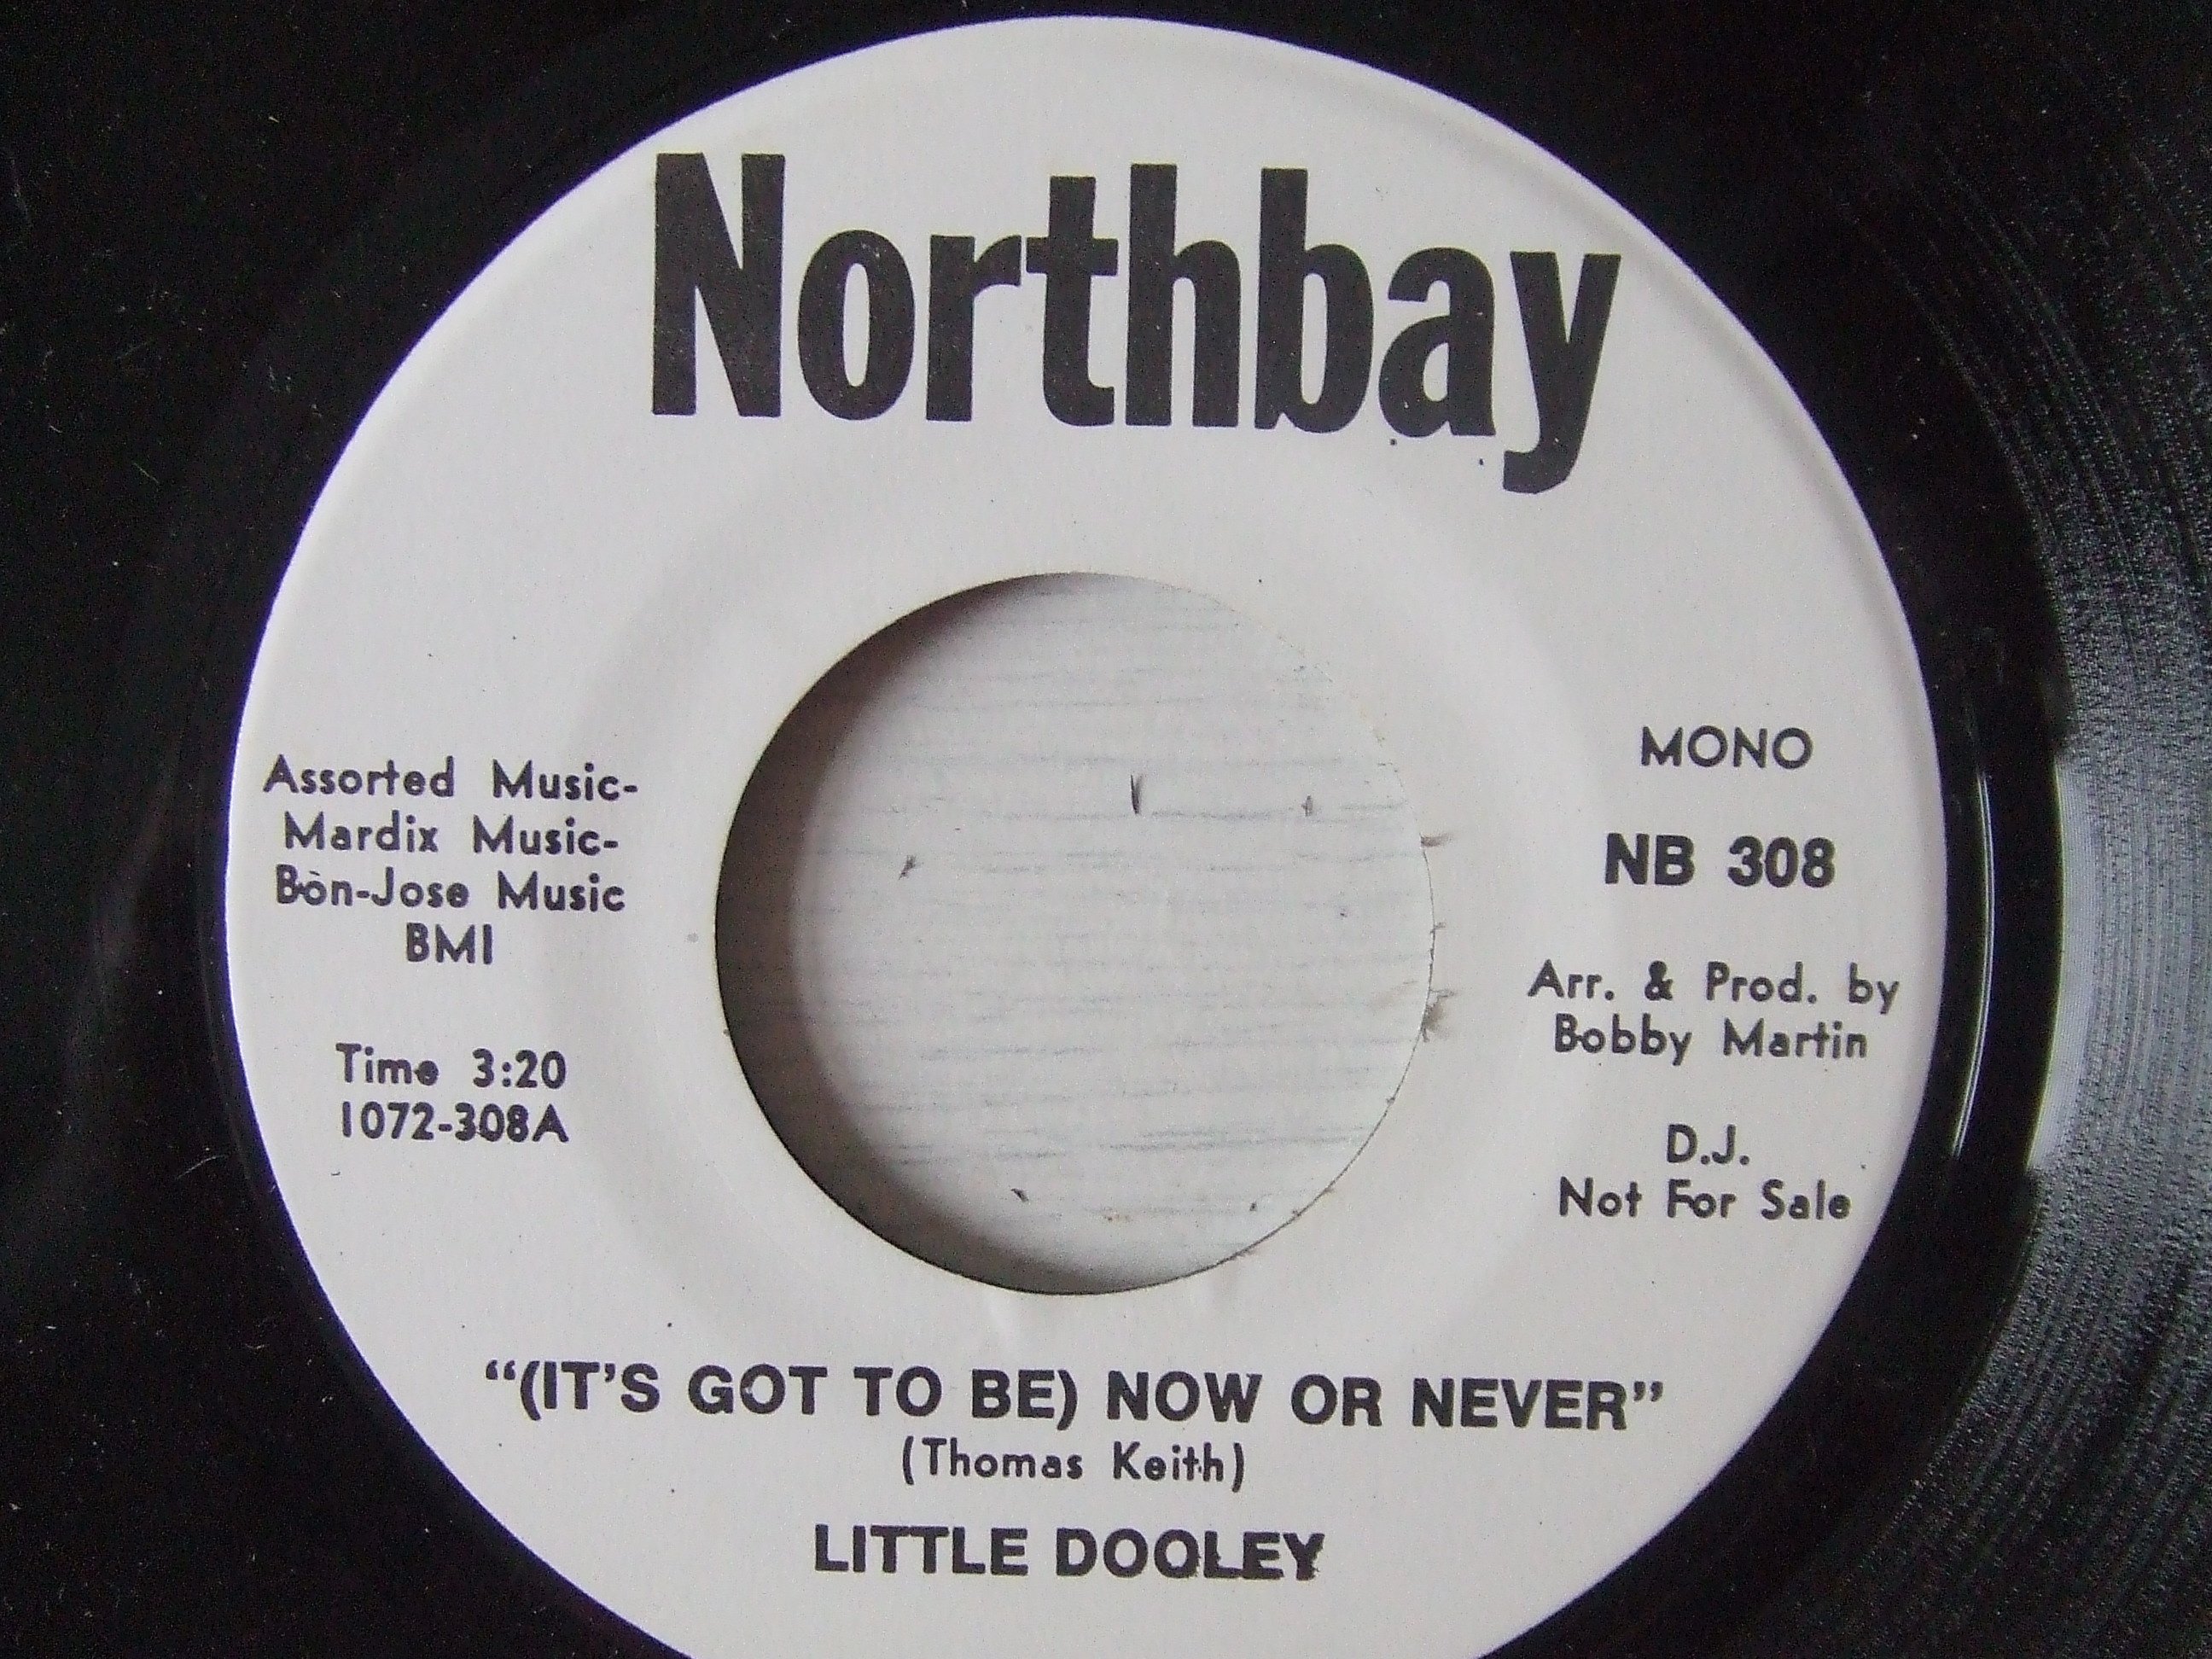 Northbay
Assorted Music-
Mardix Music-
Bon-Jose Music
BMI
Time 3:20
1072-308A
MONO
NB 308
Arr. & Prod. by
Bobby Martin
D.J.
Not For Sale
"(IT'S GOT TO BE) NOW OR NEVER"
(Thomas Keith)
LITTLE DOOLEY